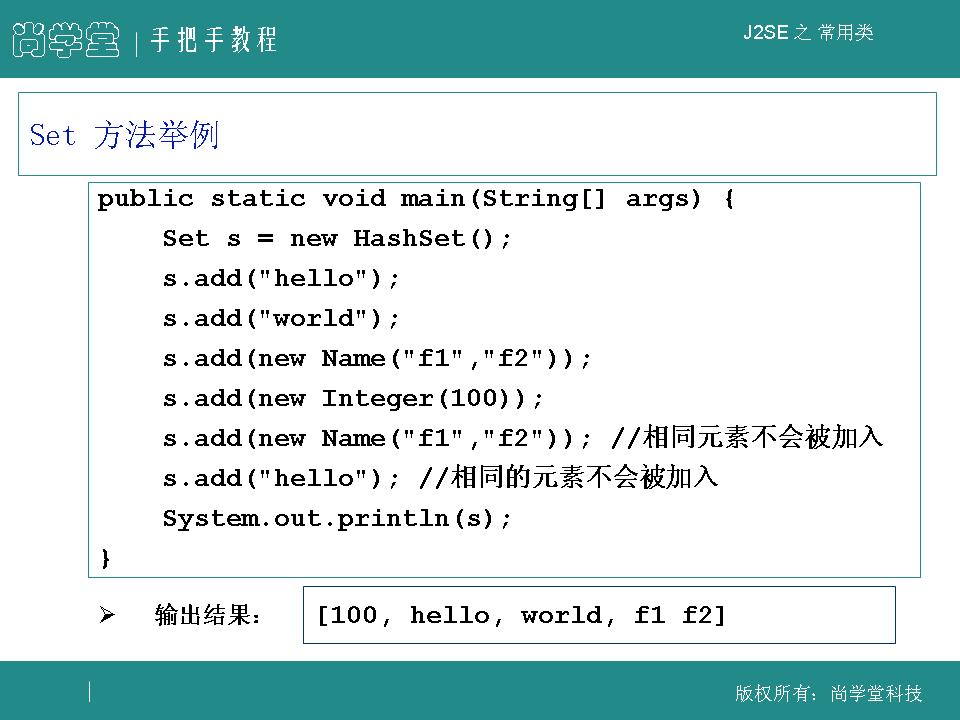 尚学堂 | 手把手教程
J2SE 之 常用类
Set 方法举例
public static void main(String[] args) {
    Set s = new HashSet();
    s.add("hello");
    s.add("world");
    s.add(new Name("f1","f2"));
    s.add(new Integer(100));
    s.add(new Name("f1","f2")); //相同元素不会被加入
    s.add("hello"); //相同的元素不会被加入
    System.out.println(s);
}
➢ 输出结果：
[100, hello, world, f1 f2]
版权所有：尚学堂科技